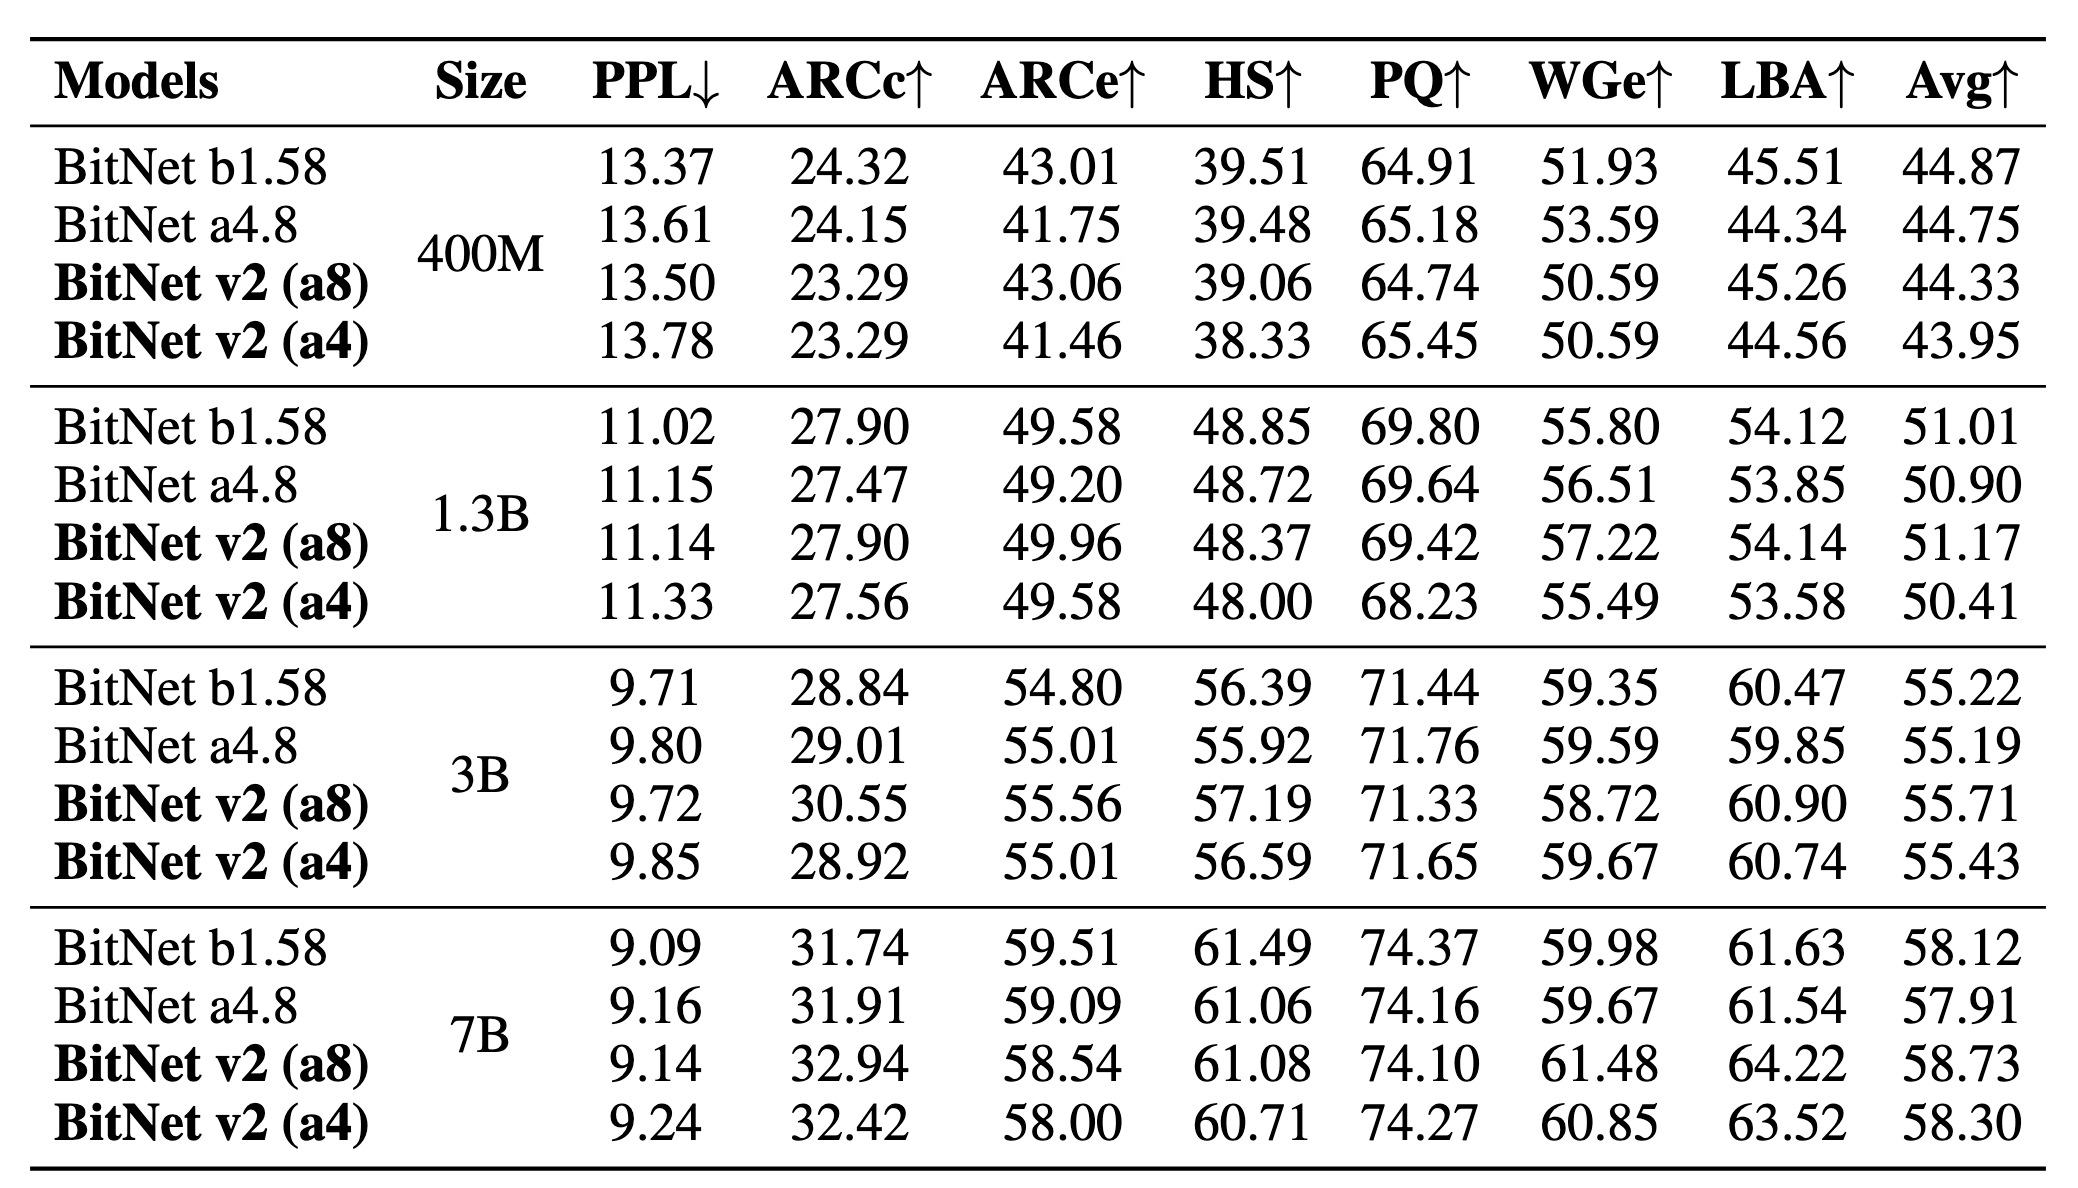 Models Size PPL↓ ARCc↑ ARCe↑ HS↑ PQ↑ WGe↑ LBA↑ Avg↑
BitNet b1.58 13.37 24.32 43.01 39.51 64.91 51.93 45.51 44.87
BitNet a4.8 13.61 24.15 41.75 39.48 65.18 53.59 44.34 44.75
400M
BitNet v2 (a8) 13.50 23.29 43.06 39.06 64.74 50.59 45.26 44.33
BitNet v2 (a4) 13.78 23.29 41.46 38.33 65.45 50.59 44.56 43.95
BitNet b1.58 11.02 27.90 49.58 48.85 69.80 55.80 54.12 51.01
BitNet a4.8 11.15 27.47 49.20 48.72 69.64 56.51 53.85 50.90
1.3B
BitNet v2 (a8) 11.14 27.90 49.96 48.37 69.42 57.22 54.14 51.17
BitNet v2 (a4) 11.33 27.56 49.58 48.00 68.23 55.49 53.58 50.41
BitNet b1.58 9.71 28.84 54.80 56.39 71.44 59.35 60.47 55.22
BitNet a4.8 9.80 29.01 55.01 55.92 71.76 59.59 59.85 55.19
3B
BitNet v2 (a8) 9.72 30.55 55.56 57.19 71.33 58.72 60.90 55.71
BitNet v2 (a4) 9.85 28.92 55.01 56.59 71.65 59.67 60.74 55.43
BitNet b1.58 9.09 31.74 59.51 61.49 74.37 59.98 61.63 58.12
BitNet a4.8 9.16 31.91 59.09 61.06 74.16 59.67 61.54 57.91
7B
BitNet v2 (a8) 9.14 32.94 58.54 61.08 74.10 61.48 64.22 58.73
BitNet v2 (a4) 9.24 32.42 58.00 60.71 74.27 60.85 63.52 58.30